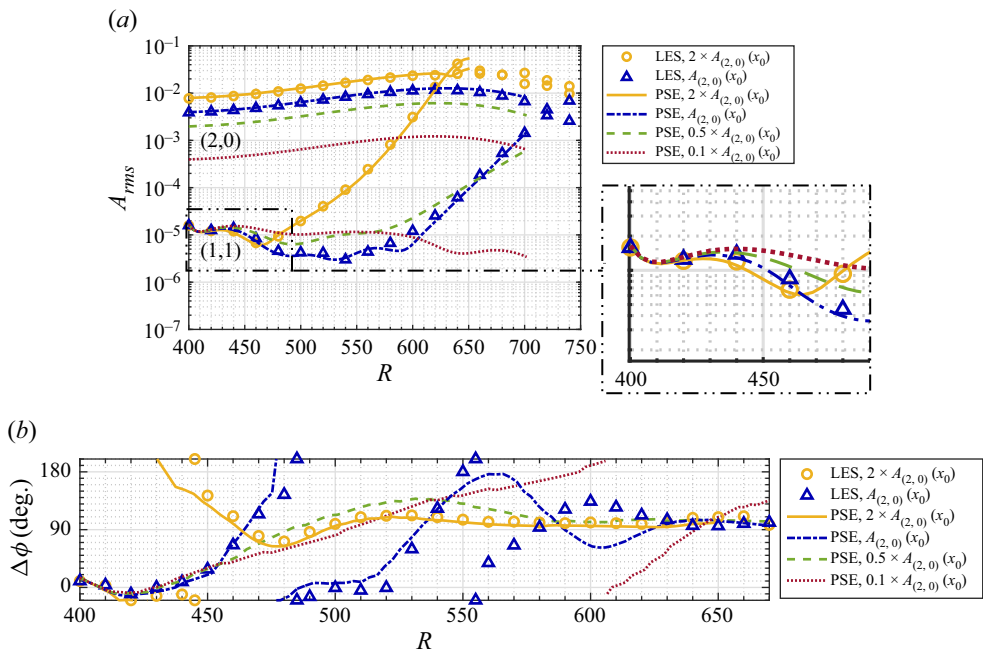 (a)
10⁻¹
10⁻²
10⁻³
10⁻⁴
10⁻⁵
10⁻⁶
10⁻⁷
A_rms
(2,0)
(1,1)
400 450 500 550 600 650 700 750
R
LES, 2 × A_(2, 0) (x_0)
LES, A_(2, 0) (x_0)
PSE, 2 × A_(2, 0) (x_0)
PSE, A_(2, 0) (x_0)
PSE, 0.5 × A_(2, 0) (x_0)
PSE, 0.1 × A_(2, 0) (x_0)
400 450
(b)
180
90
0
Δϕ (deg.)
400 450 500 550 600 650
R
LES, 2 × A_(2, 0) (x_0)
LES, A_(2, 0) (x_0)
PSE, 2 × A_(2, 0) (x_0)
PSE, A_(2, 0) (x_0)
PSE, 0.5 × A_(2, 0) (x_0)
PSE, 0.1 × A_(2, 0) (x_0)